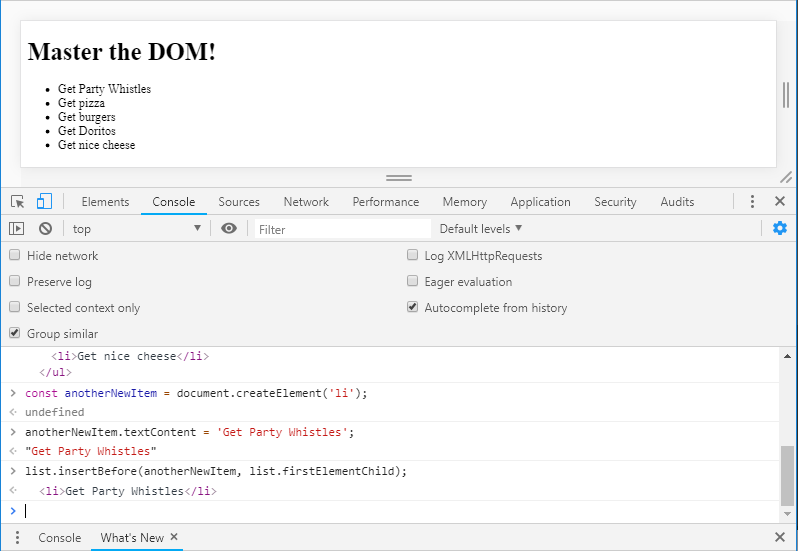 Master the DOM!
Get Party Whistles
Get pizza
Get burgers
Get Doritos
Get nice cheese
Elements Console Sources Network Performance Memory Application Security Audits
top Filter Default levels
Hide network Log XMLHttpRequests
Preserve log Eager evaluation
Selected context only Autocomplete from history
Group similar
<li>Get nice cheese</li>
</ul>
const anotherNewItem = document.createElement('li');
undefined
anotherNewItem.textContent = 'Get Party Whistles';
"Get Party Whistles"
list.insertBefore(anotherNewItem, list.firstElementChild);
<li>Get Party Whistles</li>
Console What's New